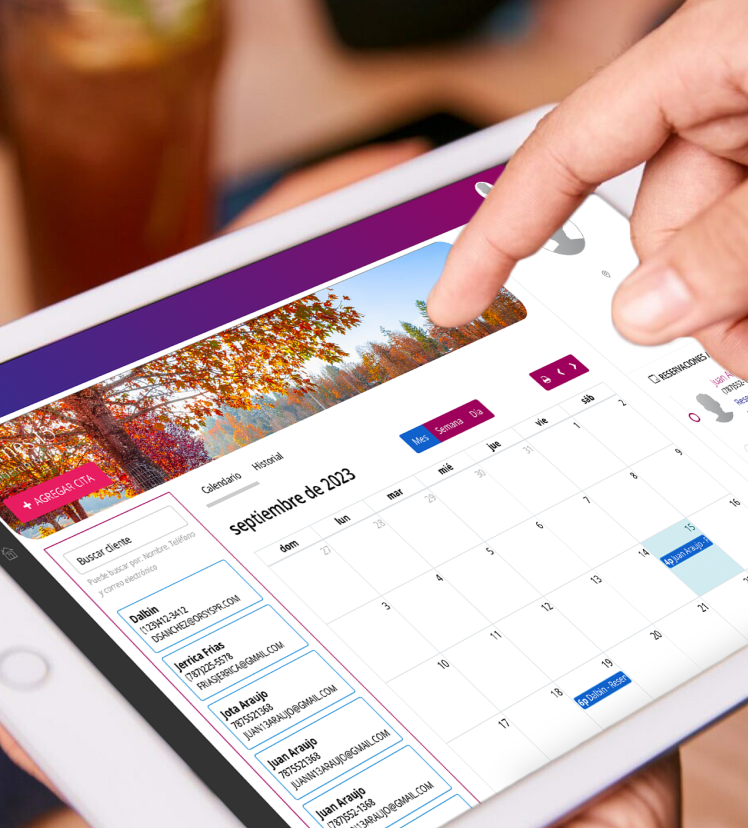 + AGREGAR CITA
Buscar cliente
Puede buscar por: Nombre, Teléfono
y correo electrónico
Dalbin
(123)412-3412
DSANCHEZ@ORSYSPR.COM
Jerrica Frias
(787)225-5578
FRIASJERRICA@GMAIL.COM
Jota Araujo
7875521368
JUAN13ARAUJO@GMAIL.COM
Juan Araujo
7875521368
JUANN13ARAUJO@GMAIL.COM
Juan Araujo
(787)552-1368
Calendario Historial
septiembre de 2023
Mes Semana Día
dom lun mar mié jue vie sáb
27 28 29 30 31 1 2
3 4 5 6 7 8 9
10 11 12 13 14 15 16
4p Juan Araujo -
17 18 19 20 21
6p Dalbin - Reser
RESERVACIONES
Juan
(787)552-